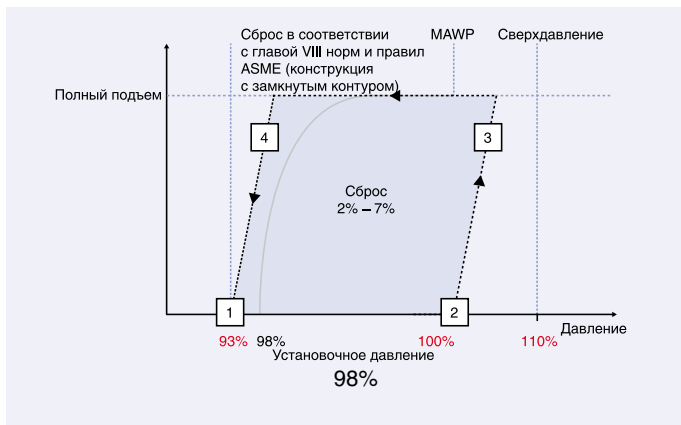 Сброс в соответствии
с главой VIII норм и правил
ASME (конструкция
с замкнутым контуром)
MAWP
Сверхдавление
Полный подъем
4
3
Сброс
2% – 7%
1
2
Давление
93%
98%
100%
110%
Установочное давление
98%